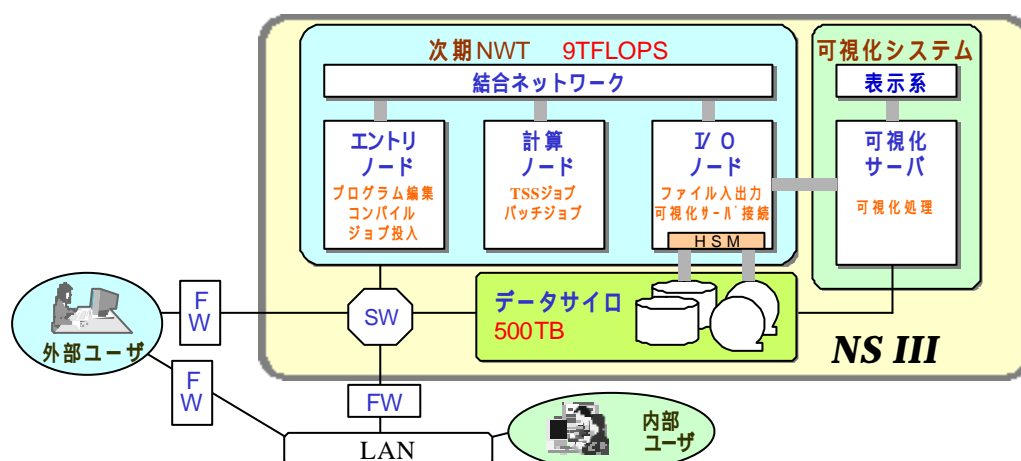 次期NWT 9TFLOPS
結合ネットワーク
エントリ
ノード
プログラム編集
コンパイル
ジョブ投入
計算
ノード
TSSジョブ
バッチジョブ
I/O
ノード
ファイル入出力
可視化サーバ接続
HSM
可視化システム
表示系
可視化
サーバ
可視化処理
データサイロ
500TB
NS III
SW
FW
外部ユーザ
FW
FW
LAN
内部
ユーザ